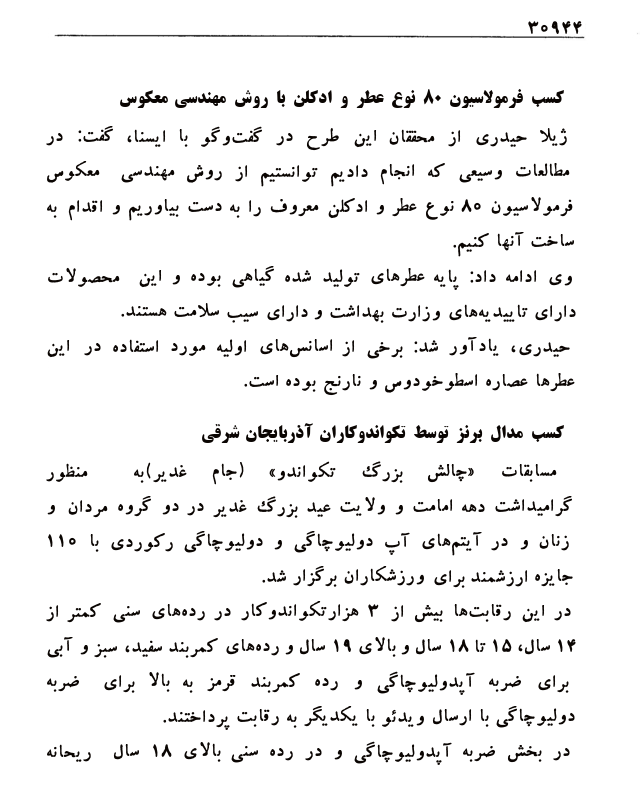 ۳۰۹۴۴
کسب فرمولاسیون ۸۰ نوع عطر و ادکلن با روش مهندسی معکوس
ژیلا حیدری از محققان این طرح در گفت‌وگو با ایسنا، گفت: در
مطالعات وسیعی که انجام دادیم توانستیم از روش مهندسی معکوس
فرمولاسیون ۸۰ نوع عطر و ادکلن معروف را به دست بیاوریم و اقدام به
ساخت آنها کنیم.
وی ادامه داد: پایه عطرهای تولید شده گیاهی بوده و این محصولات
دارای تاییدیه‌های وزارت بهداشت و دارای سیب سلامت هستند.
حیدری، یادآور شد: برخی از اسانس‌های اولیه مورد استفاده در این
عطرها عصاره اسطوخودوس و نارنج بوده است.
کسب مدال برنز توسط تکواندوکاران آذربایجان شرقی
مسابقات «چالش بزرگ تکواندو» (جام غدیر)به منظور
گرامیداشت دهه امامت و ولایت عید بزرگ غدیر در دو گروه مردان و
زنان و در آیتم‌های آپ دولیوچاگی و دولیوچاگی رکوردی با ۱۱۰
جایزه ارزشمند برای ورزشکاران برگزار شد.
در این رقابت‌ها بیش از ۳ هزارتکواندوکار در رده‌های سنی کمتر از
۱۴ سال، ۱۵ تا ۱۸ سال و بالای ۱۹ سال و رده‌های کمربند سفید، سبز و آبی
برای ضربه آپدولیوچاگی و رده کمربند قرمز به بالا برای ضربه
دولیوچاگی با ارسال ویدئو با یکدیگر به رقابت پرداختند.
در بخش ضربه آپدولیوچاگی و در رده سنی بالای ۱۸ سال ریحانه